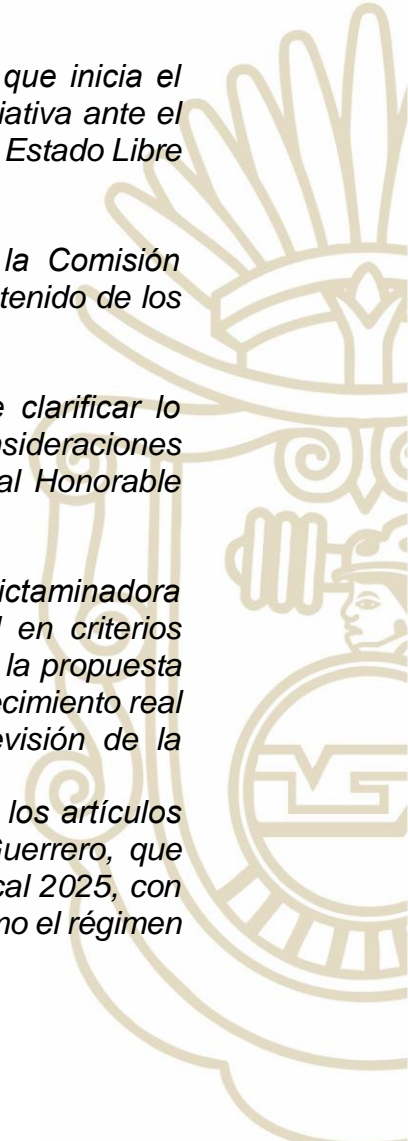 que inicia el
iativa ante el
Estado Libre
la Comisión
tenido de los
clarificar lo
sideraciones
al Honorable
ictaminadora
en criterios
la propuesta
ecimiento real
evisión de la
los artículos
Guerrero, que
cal 2025, con
mo el régimen